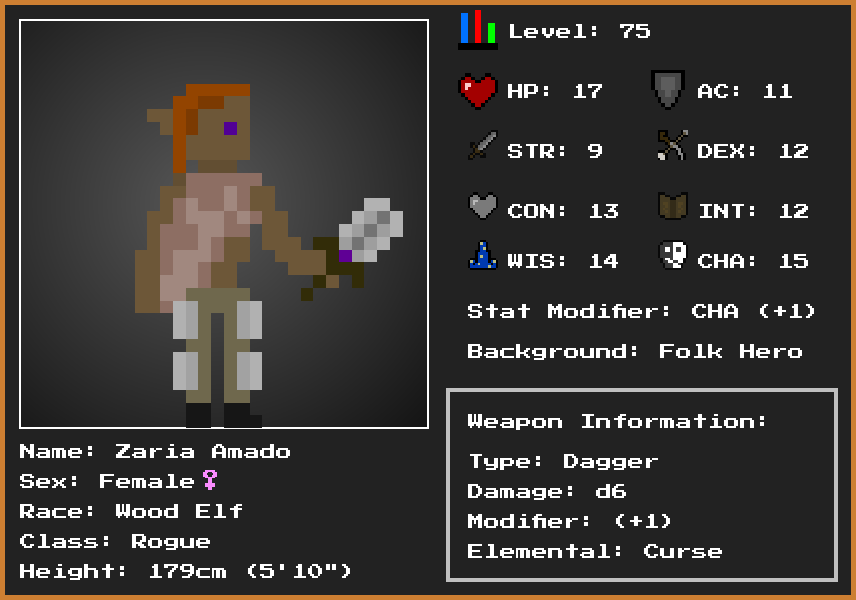 Level: 75
HP: 17 AC: 11
STR: 9 DEX: 12
CON: 13 INT: 12
WIS: 14 CHA: 15
Stat Modifier: CHA (+1)
Background: Folk Hero
Weapon Information:
Type: Dagger
Damage: d6
Modifier: (+1)
Elemental: Curse
Name: Zaria Amado
Sex: Female♀
Race: Wood Elf
Class: Rogue
Height: 179cm (5'10")